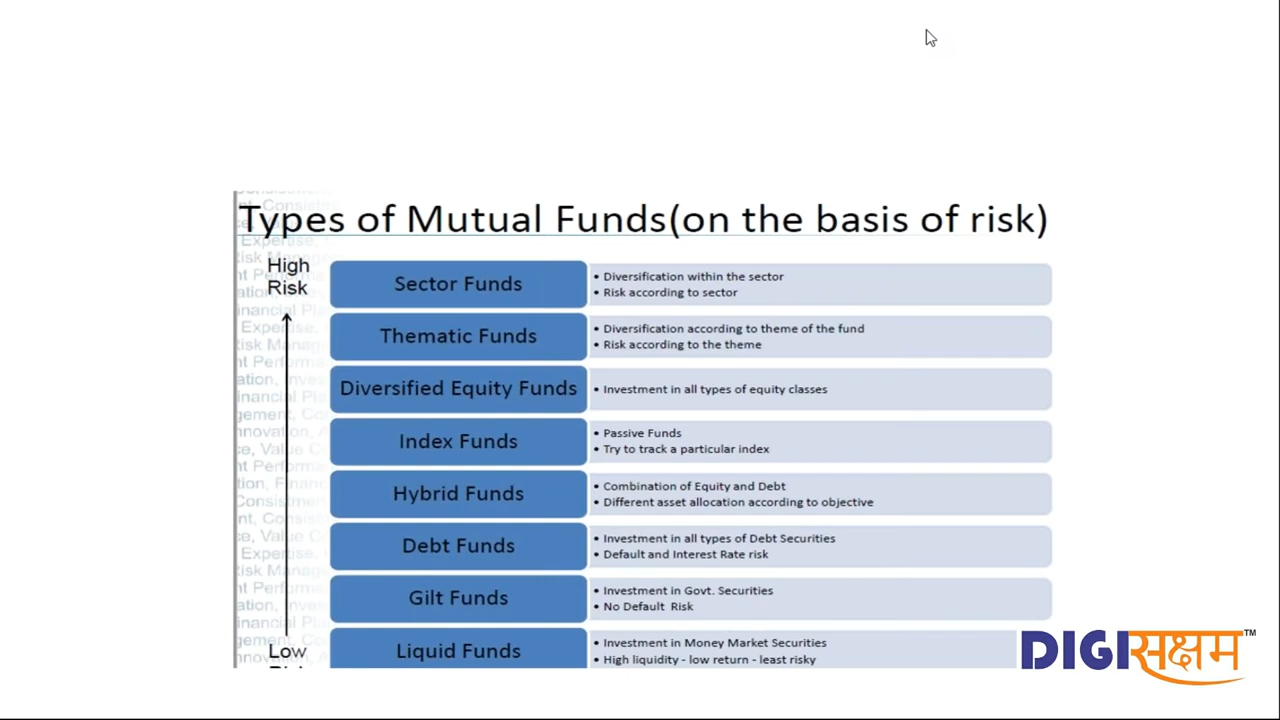 Types of Mutual Funds(on the basis of risk)
High
Risk
Sector Funds
• Diversification within the sector
• Risk according to sector
Thematic Funds
• Diversification according to theme of the fund
• Risk according to the theme
Diversified Equity Funds
• Investment in all types of equity classes
Index Funds
• Passive Funds
• Try to track a particular index
Hybrid Funds
• Combination of Equity and Debt
• Different asset allocation according to objective
Debt Funds
• Investment in all types of Debt Securities
• Default and Interest Rate risk
Gilt Funds
• Investment in Govt. Securities
• No Default Risk
Low
Liquid Funds
• Investment in Money Market Securities
• High liquidity - low return - least risky
DIGIसक्षम™